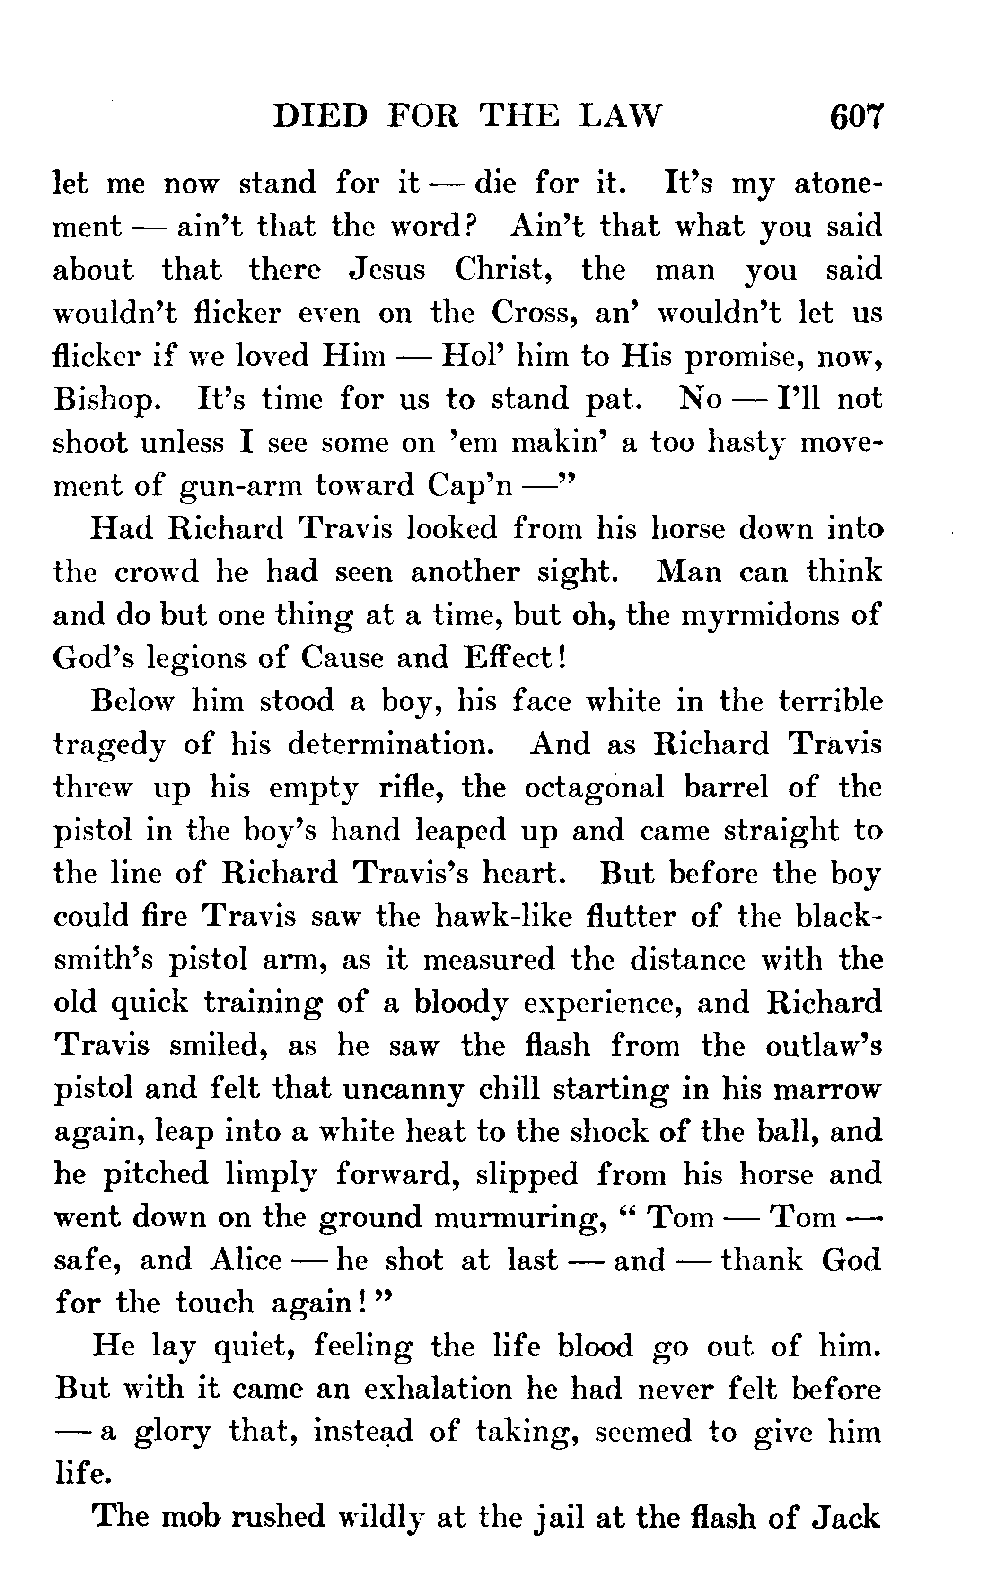 DIED FOR THE LAW 607
let me now stand for it — die for it. It's my atone-
ment — ain't that the word? Ain't that what you said
about that there Jesus Christ, the man you said
wouldn't flicker even on the Cross, an' wouldn't let us
flicker if we loved Him — Hol' him to His promise, now,
Bishop. It's time for us to stand pat. No — I'll not
shoot unless I see some on 'em makin' a too hasty move-
ment of gun-arm toward Cap'n —"
Had Richard Travis looked from his horse down into
the crowd he had seen another sight. Man can think
and do but one thing at a time, but oh, the myrmidons of
God's legions of Cause and Effect!
Below him stood a boy, his face white in the terrible
tragedy of his determination. And as Richard Travis
threw up his empty rifle, the octagonal barrel of the
pistol in the boy's hand leaped up and came straight to
the line of Richard Travis's heart. But before the boy
could fire Travis saw the hawk-like flutter of the black-
smith's pistol arm, as it measured the distance with the
old quick training of a bloody experience, and Richard
Travis smiled, as he saw the flash from the outlaw's
pistol and felt that uncanny chill starting in his marrow
again, leap into a white heat to the shock of the ball, and
he pitched limply forward, slipped from his horse and
went down on the ground murmuring, " Tom — Tom —
safe, and Alice — he shot at last — and — thank God
for the touch again! "
He lay quiet, feeling the life blood go out of him.
But with it came an exhalation he had never felt before
— a glory that, instead of taking, seemed to give him
life.
The mob rushed wildly at the jail at the flash of Jack